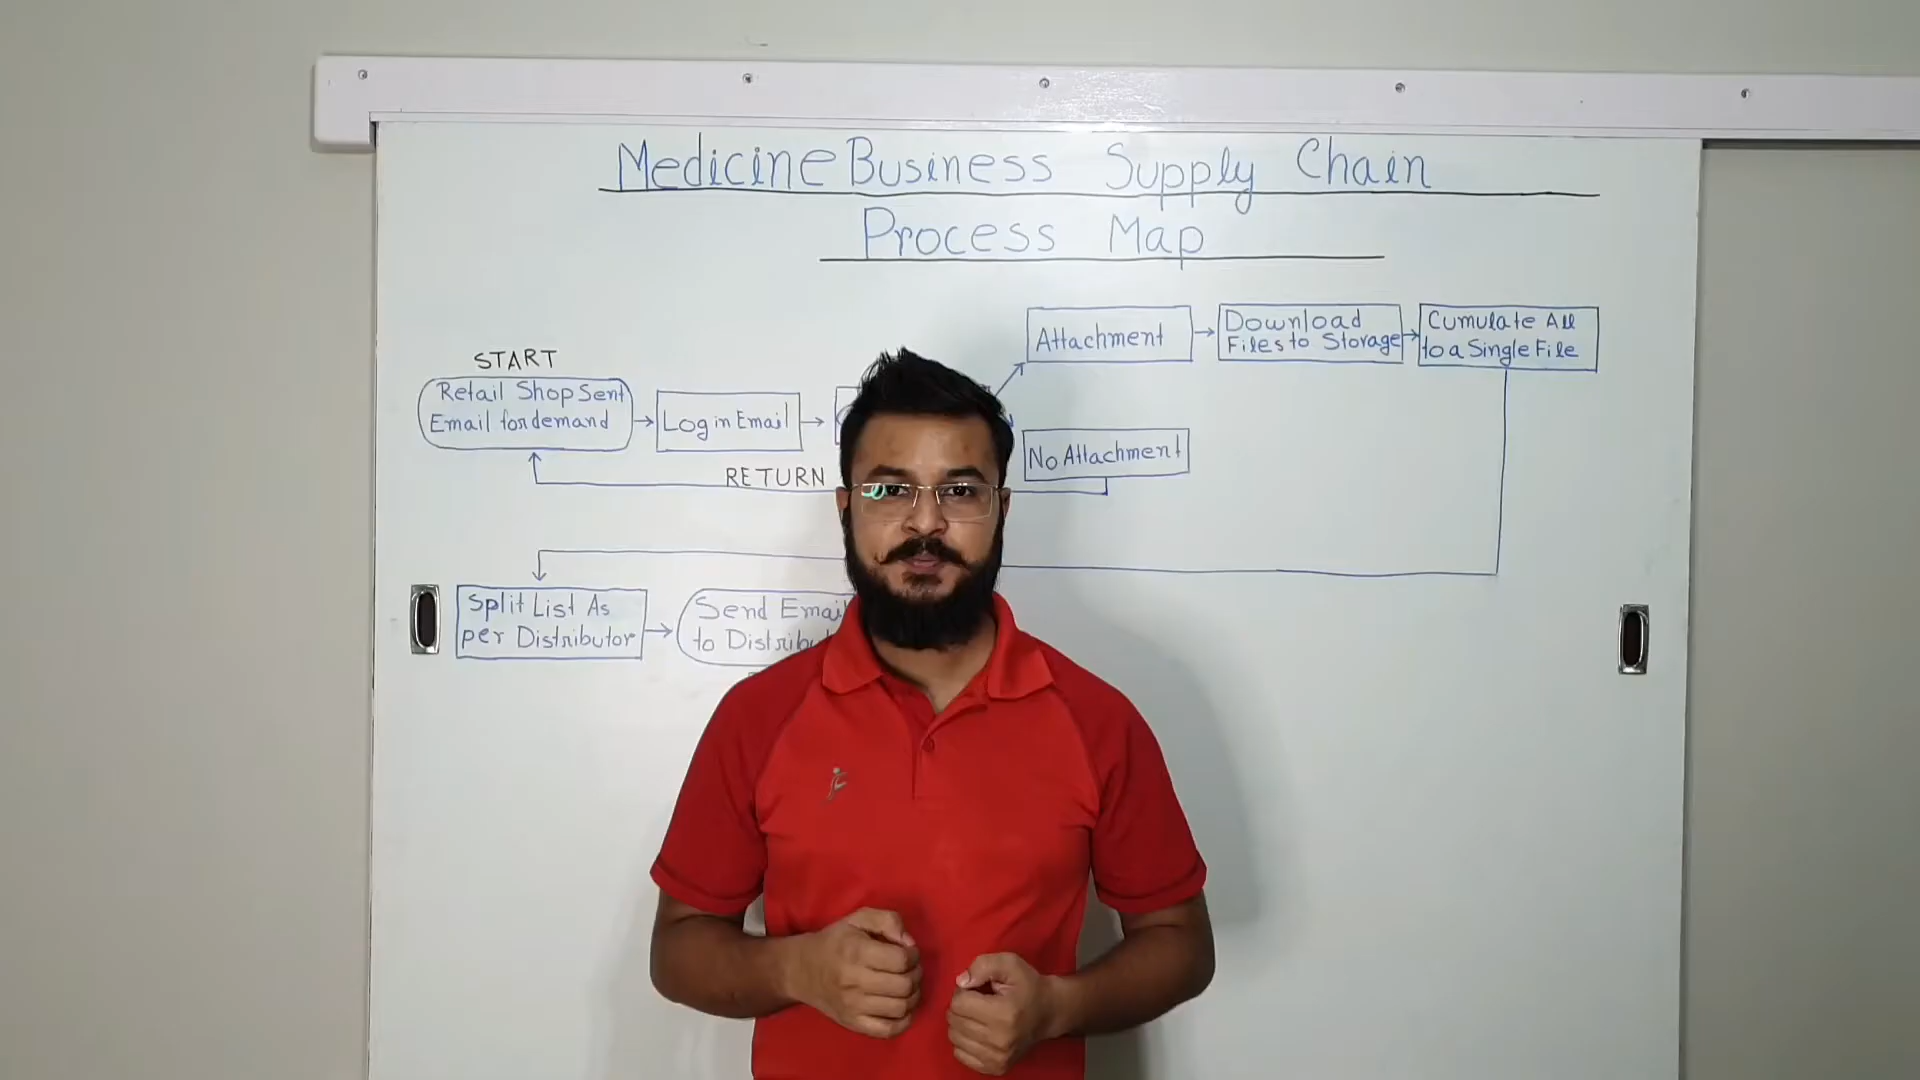 Medicine Business Supply Chain
Process Map
START
Retail Shop Sent
Email for demand
Log in Email
Attachment
Download
Files to Storage
Cumulate All
to a Single File
No Attachment
RETURN
Split List As
per Distributor
Send Email
to